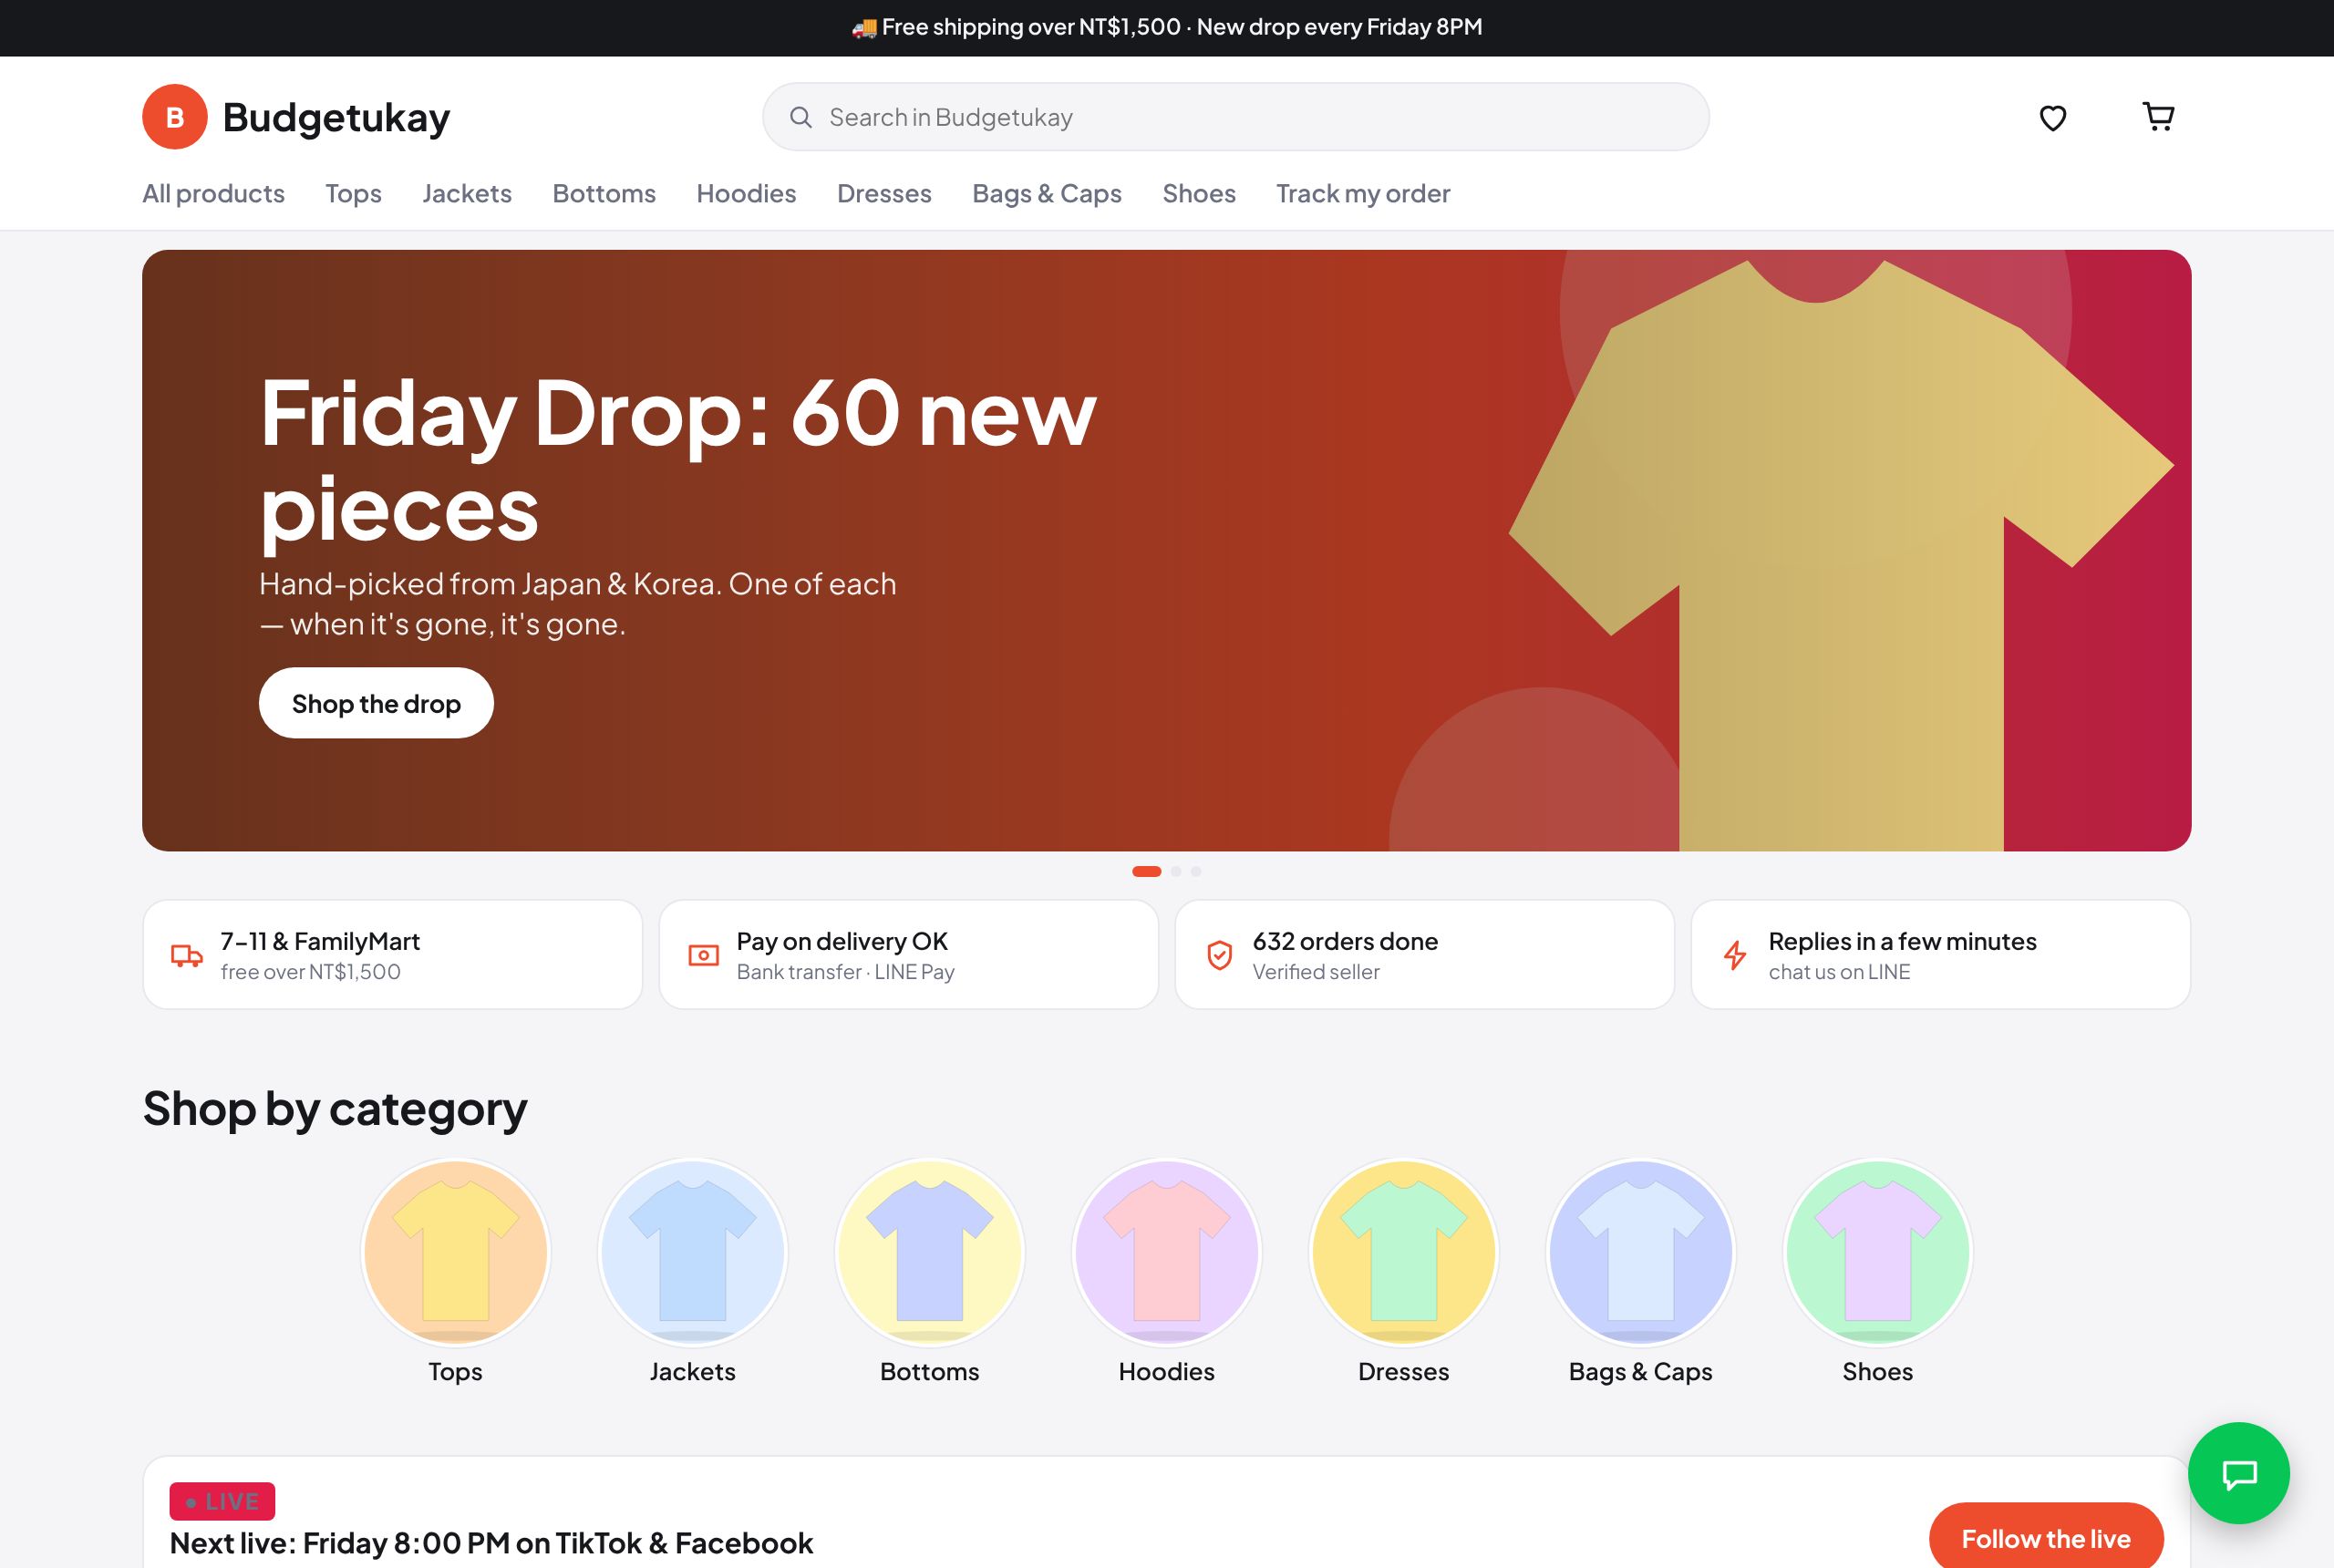 🚚 Free shipping over NT$1,500 · New drop every Friday 8PM
B Budgetukay
Search in Budgetukay
All products Tops Jackets Bottoms Hoodies Dresses Bags & Caps Shoes Track my order
Friday Drop: 60 new
pieces
Hand-picked from Japan & Korea. One of each
— when it's gone, it's gone.
Shop the drop
7-11 & FamilyMart
free over NT$1,500
Pay on delivery OK
Bank transfer · LINE Pay
632 orders done
Verified seller
Replies in a few minutes
chat us on LINE
Shop by category
Tops
Jackets
Bottoms
Hoodies
Dresses
Bags & Caps
Shoes
● LIVE
Next live: Friday 8:00 PM on TikTok & Facebook
Follow the live